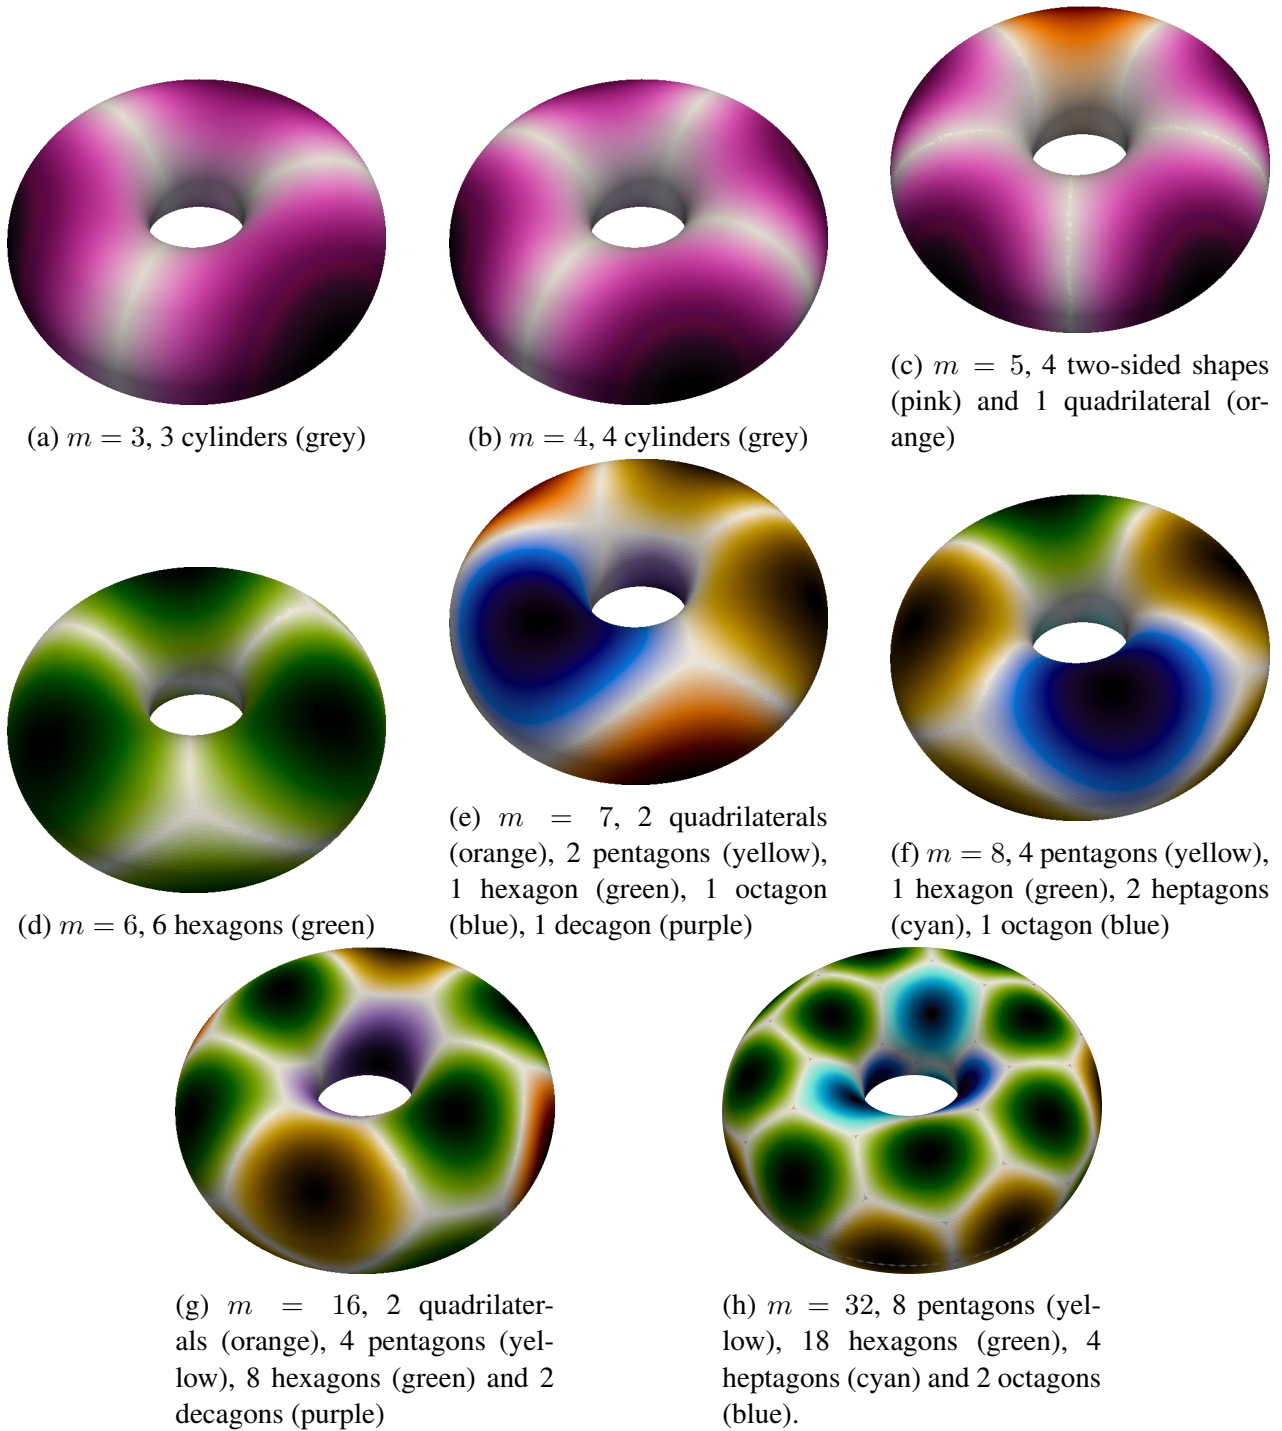 (a) m = 3, 3 cylinders (grey)
(b) m = 4, 4 cylinders (grey)
(c) m = 5, 4 two-sided shapes
(pink) and 1 quadrilateral (or-
ange)
(d) m = 6, 6 hexagons (green)
(e) m = 7, 2 quadrilaterals
(orange), 2 pentagons (yellow),
1 hexagon (green), 1 octagon
(blue), 1 decagon (purple)
(f) m = 8, 4 pentagons (yellow),
1 hexagon (green), 2 heptagons
(cyan), 1 octagon (blue)
(g) m = 16, 2 quadrilater-
als (orange), 4 pentagons (yel-
low), 8 hexagons (green) and 2
decagons (purple)
(h) m = 32, 8 pentagons (yel-
low), 18 hexagons (green), 4
heptagons (cyan) and 2 octagons
(blue).